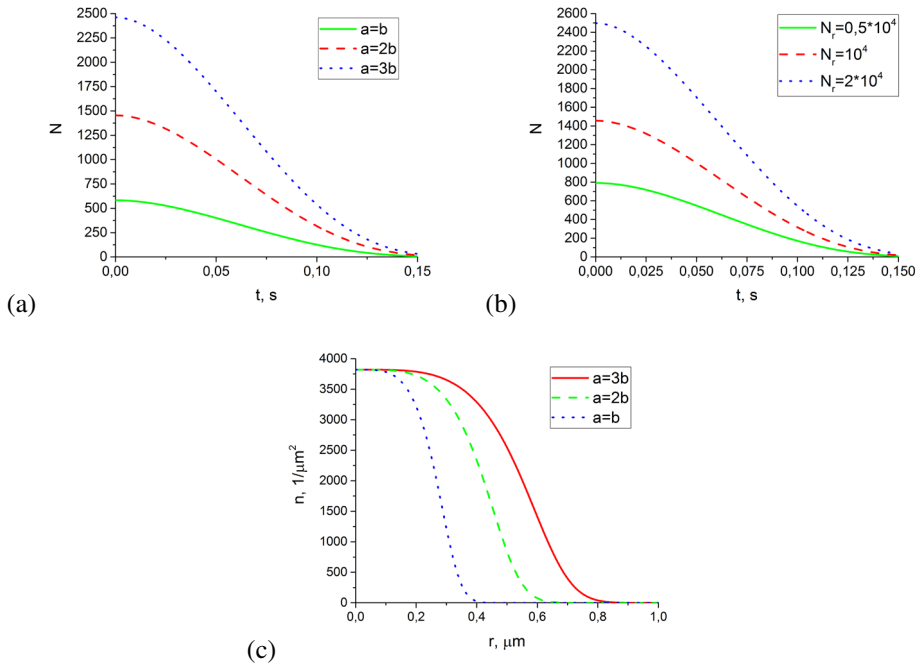 2500
2250
2000
1750
1500
1250
1000
750
500
250
0
N
0,00 0,05 0,10 0,15
t, s
a=b
a=2b
a=3b
(a)
2600
2400
2200
2000
1800
1600
1400
1200
1000
800
600
400
200
0
N
0,000 0,025 0,050 0,075 0,100 0,125 0,150
t, s
N_r=0,5*10^4
N_r=10^4
N_r=2*10^4
(b)
4000
3500
3000
2500
2000
1500
1000
500
0
n, 1/μm²
0,0 0,2 0,4 0,6 0,8 1,0
r, μm
a=3b
a=2b
a=b
(c)